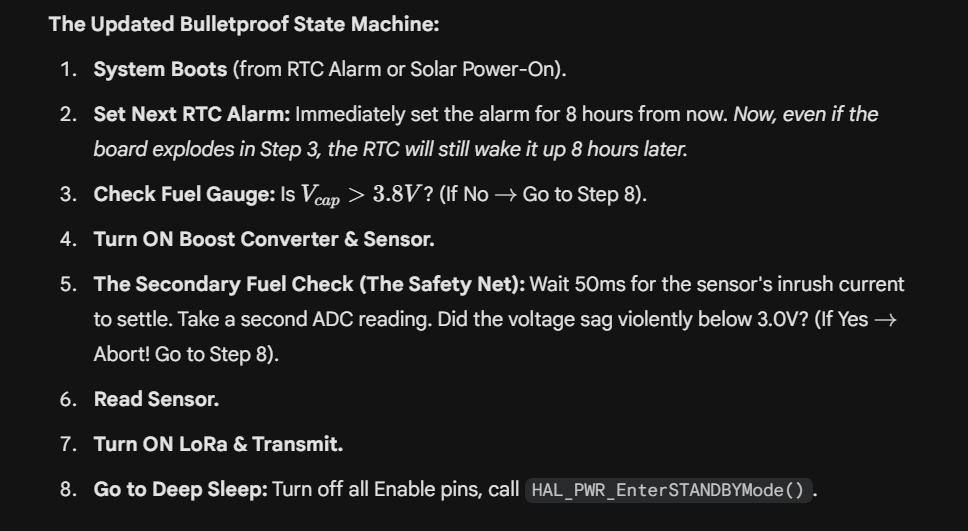 The Updated Bulletproof State Machine:
1. System Boots (from RTC Alarm or Solar Power-On).
2. Set Next RTC Alarm: Immediately set the alarm for 8 hours from now. Now, even if the
board explodes in Step 3, the RTC will still wake it up 8 hours later.
3. Check Fuel Gauge: Is V_cap > 3.8V? (If No → Go to Step 8).
4. Turn ON Boost Converter & Sensor.
5. The Secondary Fuel Check (The Safety Net): Wait 50ms for the sensor's inrush current
to settle. Take a second ADC reading. Did the voltage sag violently below 3.0V? (If Yes →
Abort! Go to Step 8).
6. Read Sensor.
7. Turn ON LoRa & Transmit.
8. Go to Deep Sleep: Turn off all Enable pins, call HAL_PWR_EnterSTANDBYMode() .